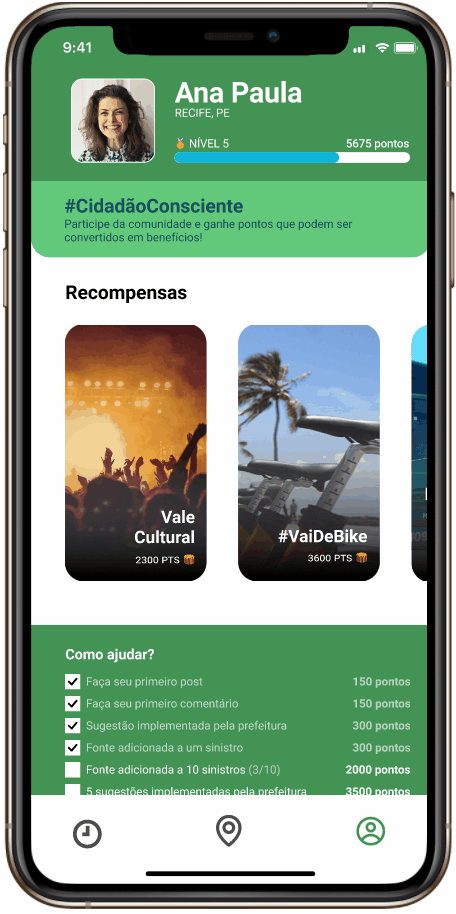 9:41
Ana Paula
RECIFE, PE
NÍVEL 5 5675 pontos
#CidadãoConsciente
Participe da comunidade e ganhe pontos que podem ser
convertidos em benefícios!
Recompensas
Vale
Cultural
2300 PTS
#VaiDeBike
3600 PTS
Como ajudar?
Faça seu primeiro post 150 pontos
Faça seu primeiro comentário 150 pontos
Sugestão implementada pela prefeitura 300 pontos
Fonte adicionada a um sinistro 300 pontos
Fonte adicionada a 10 sinistros (3/10) 2000 pontos
5 sugestões implementadas pela prefeitura 3500 pontos